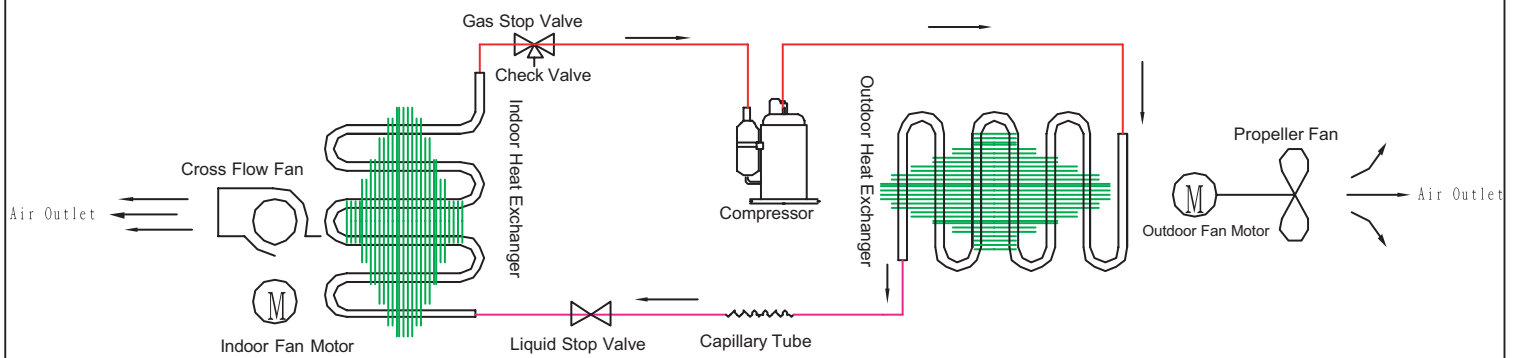 Gas Stop Valve
Check Valve
Indoor Heat Exchanger
Outdoor Heat Exchanger
Propeller Fan
Cross Flow Fan
Air Outlet
Compressor
M
Outdoor Fan Motor
Air Outlet
M
Indoor Fan Motor
Liquid Stop Valve
Capillary Tube